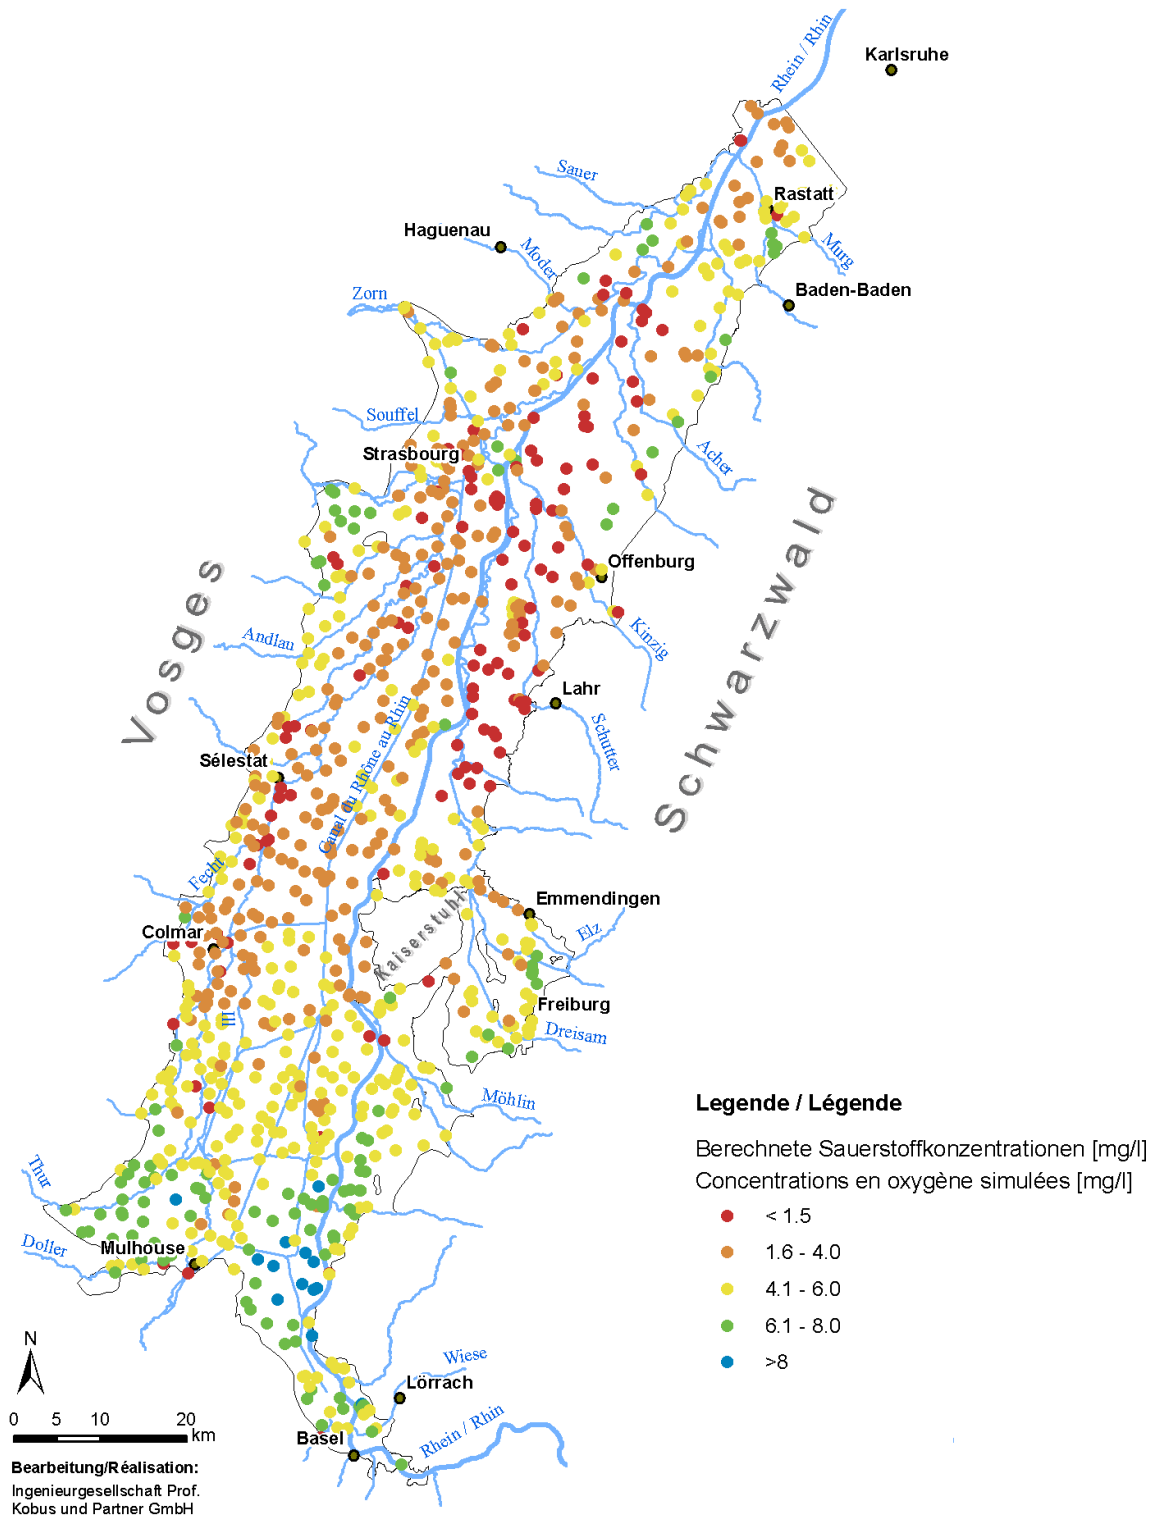 Karlsruhe
Rhein / Rhin
Sauer
Rastatt
Haguenau
Moder
Murg
Zorn
Baden-Baden
Souffel
Strasbourg
Acher
Vosges
Schwarzwald
Offenburg
Andlau
Kinzig
Lahr
Schutter
Canal du Rhône au Rhin
Sélestat
Fecht
Kaiserstuhl
Emmendingen
Elz
Colmar
Ill
Freiburg
Dreisam
Möhlin
Thur
Doller
Mulhouse
Wiese
Lörrach
Basel
Rhein / Rhin
Legende / Légende
Berechnete Sauerstoffkonzentrationen [mg/l]
Concentrations en oxygène simulées [mg/l]
< 1.5
1.6 - 4.0
4.1 - 6.0
6.1 - 8.0
>8
N
0 5 10 20
km
Bearbeitung/Réalisation:
Ingenieurgesellschaft Prof.
Kobus und Partner GmbH